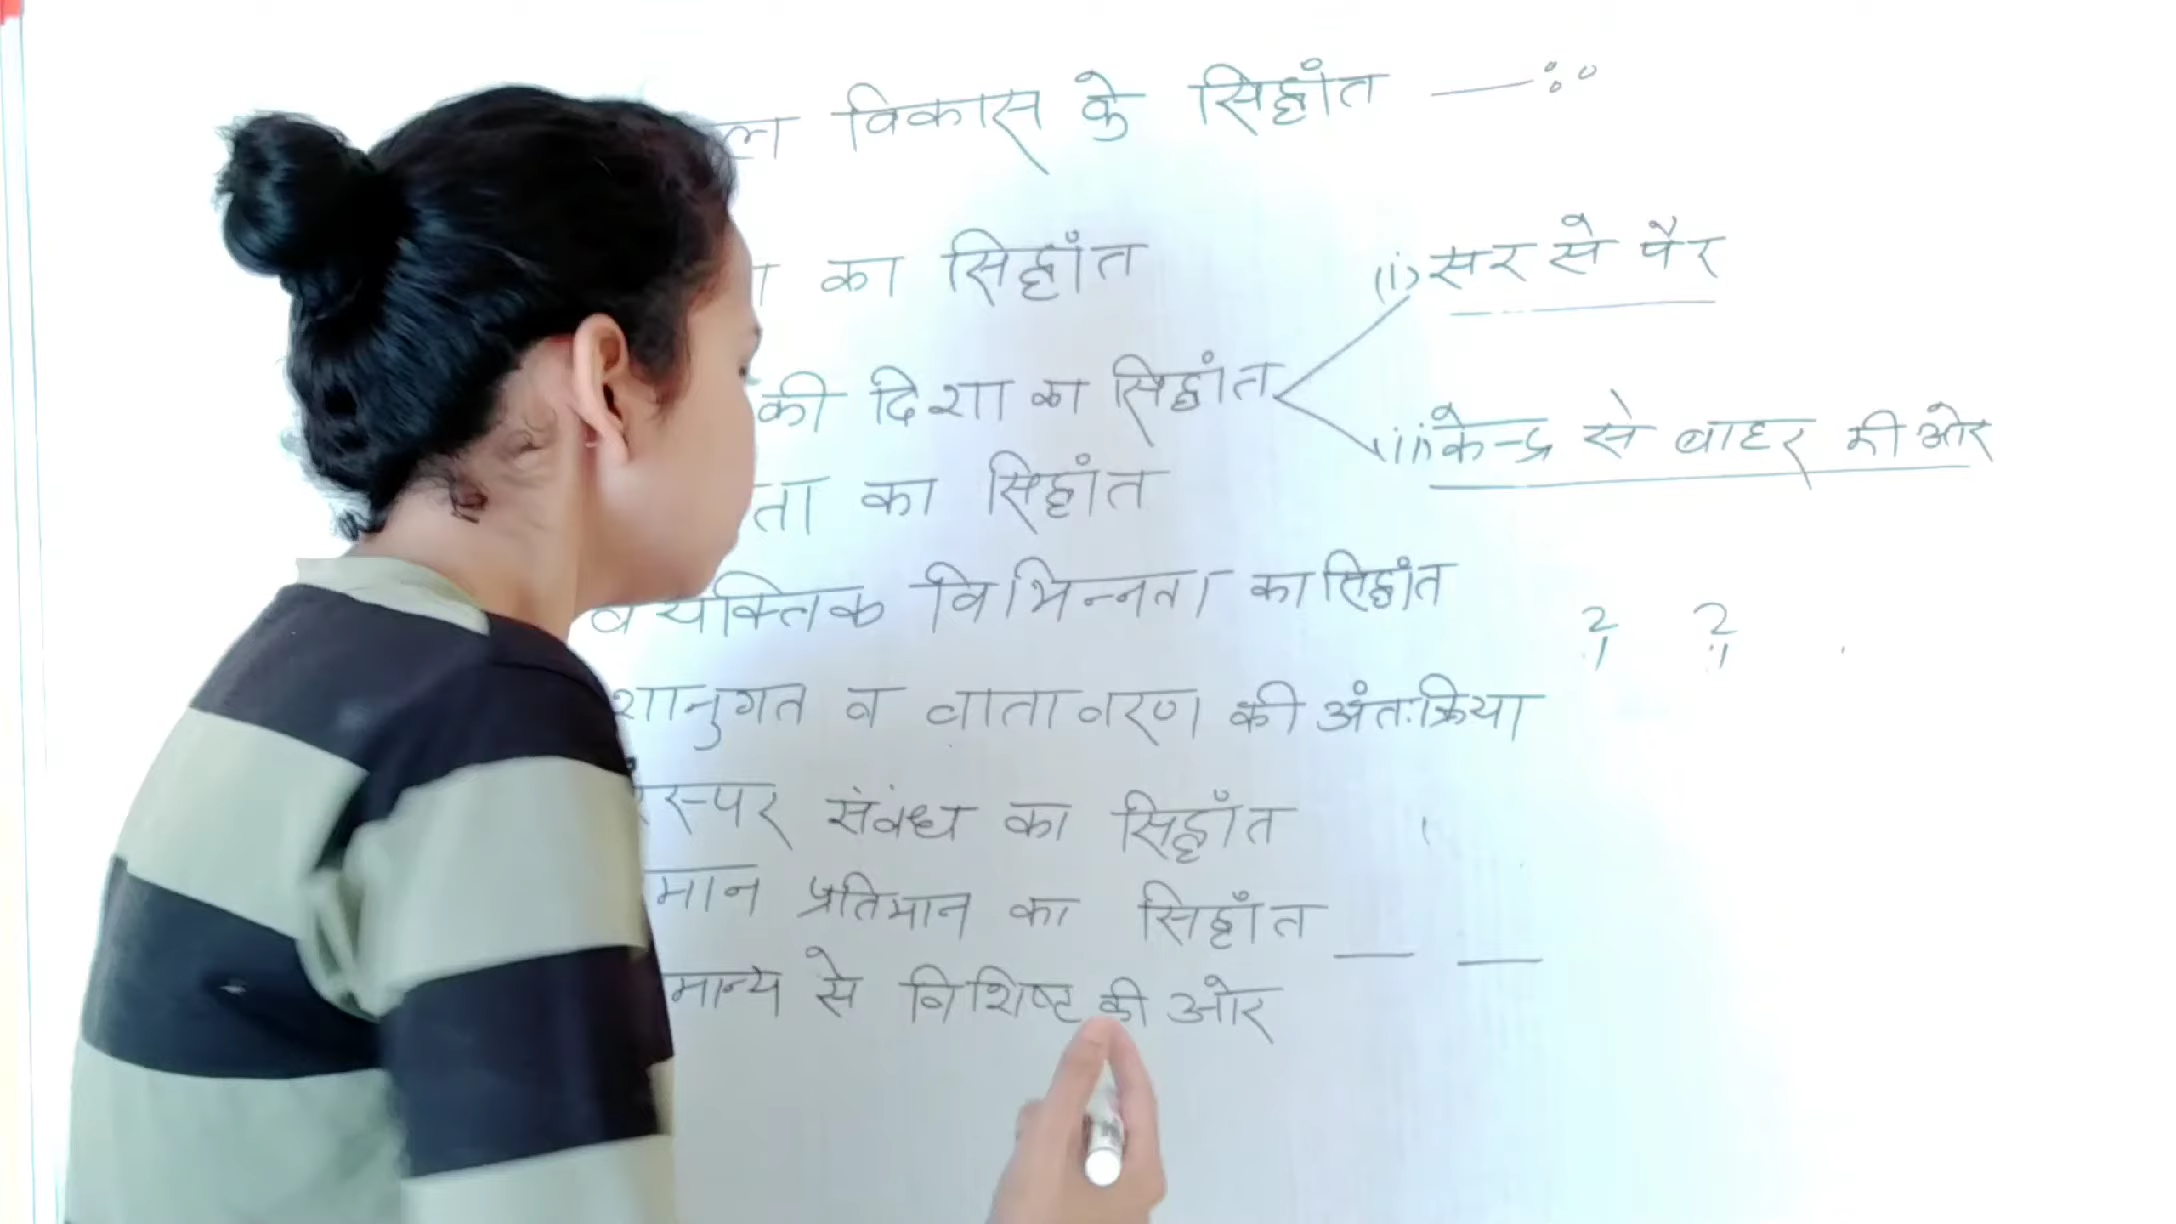 विकास के सिद्धांत —
का सिद्धाँत
की दिशा का सिद्धांत
(i) सर से पैर
(ii) केन्द्र से बाहर की ओर
ता का सिद्धांत
वैयक्तिक विभिन्नता का सिद्धांत
शानुगत व वातावरण की अंतःक्रिया
स्पर संबंध का सिद्धाँत
मान प्रतिमान का सिद्धाँत — —
मान्य से विशिष्ट की ओर